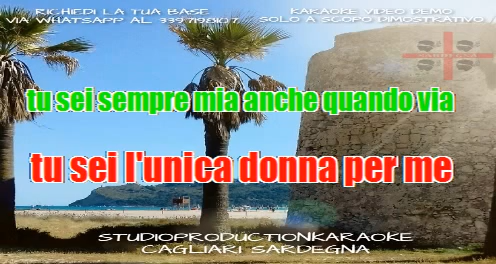 RICHIEDI LA TUA BASE
VIA WHATSAPP AL 3397193107
KARAOKE VIDEO DEMO
SOLO A SCOPO DIMOSTRATIVO
tu sei sempre mia anche quando via
tu sei l'unica donna per me
STUDIOPRODUCTIONKARAOKE
CAGLIARI SARDEGNA